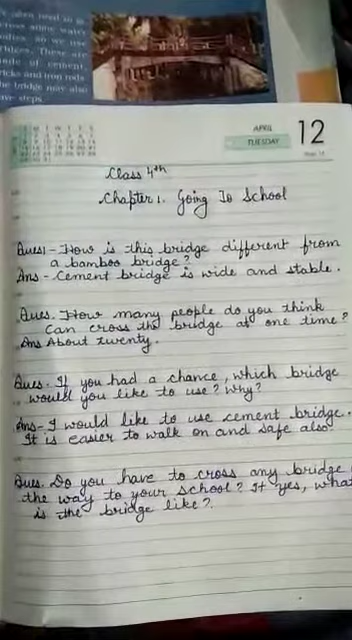 APRIL
TUESDAY
12
Class 4th
Chapter 1. Going To School
Ques1- How is this bridge different from
a bamboo bridge?
Ans - Cement bridge is wide and stable.
Ques. How many people do you think
can cross the bridge at one time?
Ans About twenty.
Ques. If you had a chance, which bridge
would you like to use? Why?
Ans- I would like to use cement bridge.
It is easier to walk on and safe also.
Ques. Do you have to cross any bridge
the way to your school? If yes, what
is the bridge like?